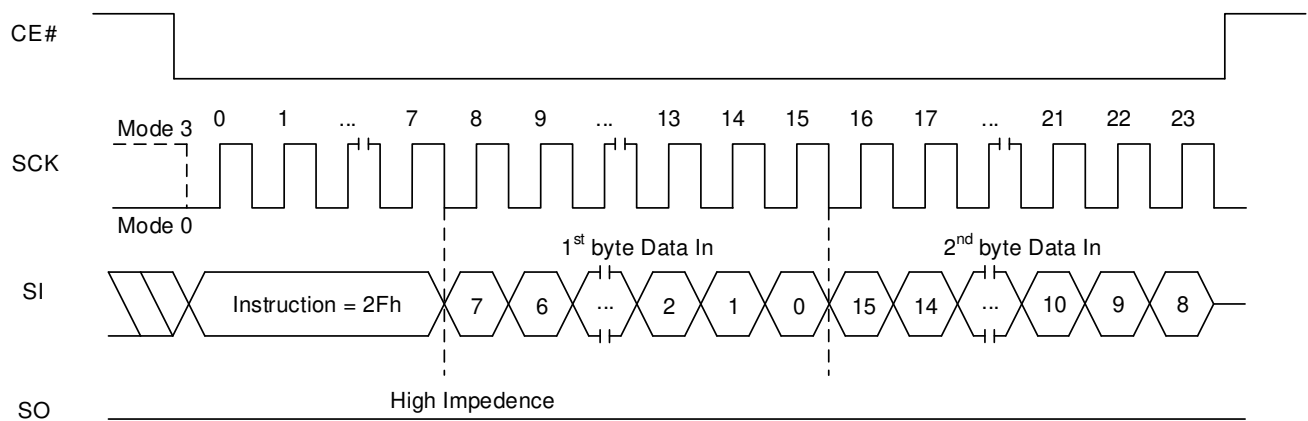 CE#
0 1 ... 7 8 9 ... 13 14 15 16 17 ... 21 22 23
Mode 3
SCK
Mode 0
1st byte Data In 2nd byte Data In
SI Instruction = 2Fh 7 6 ... 2 1 0 15 14 ... 10 9 8
High Impedence
SO